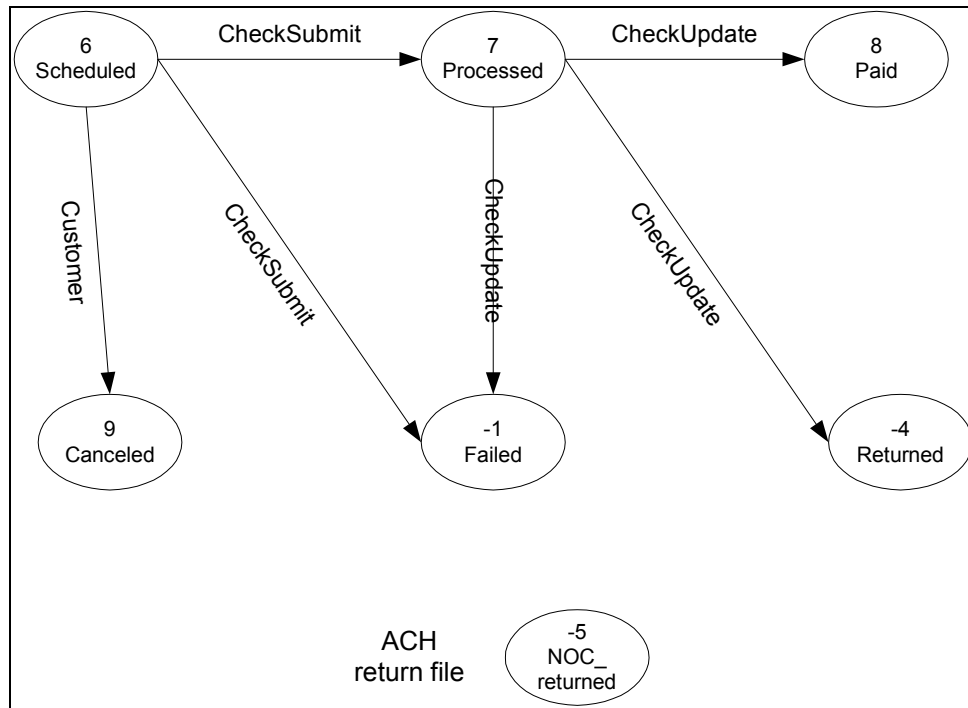 6
Scheduled
CheckSubmit
7
Processed
CheckUpdate
8
Paid
Customer
CheckSubmit
CheckUpdate
CheckUpdate
9
Canceled
-1
Failed
-4
Returned
ACH
return file
-5
NOC_
returned